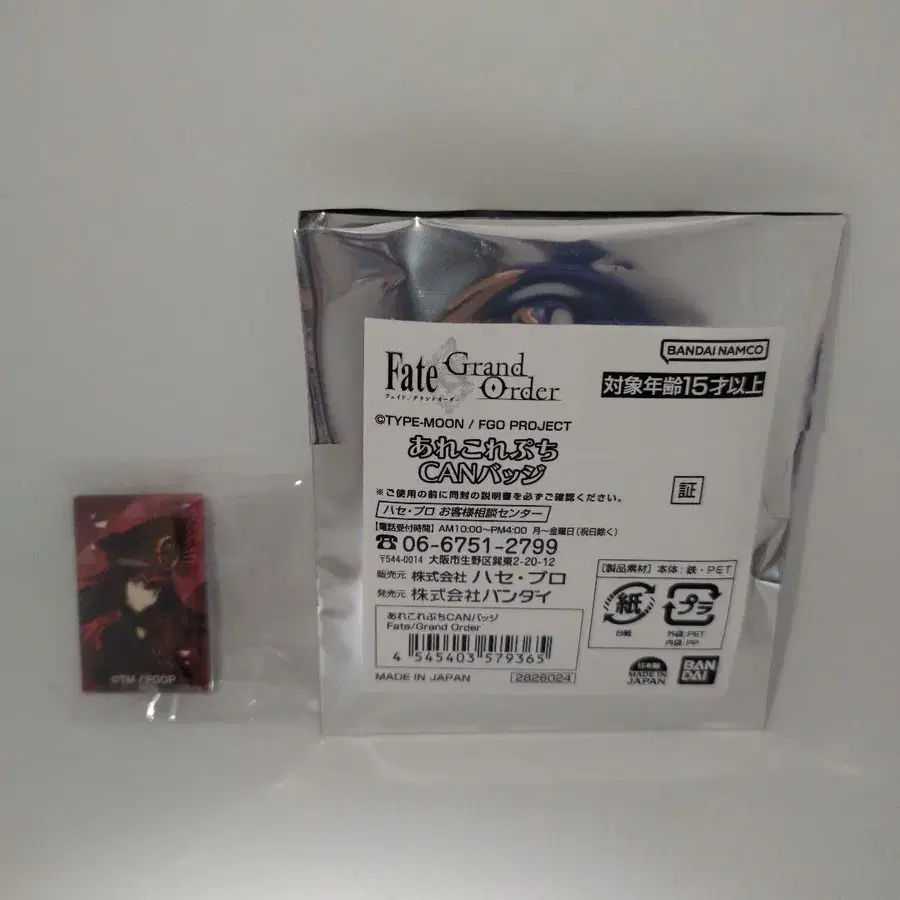 Fate Grand Order
フェイト/グランドオーダー
BANDAI NAMCO
対象年齢15才以上
©TYPE-MOON / FGO PROJECT
あれこれぷち
CANバッジ
※ご使用の前に同封の説明書を必ずご確認ください。
ハセ・プロ お客様相談センター
【電話受付時間】AM10:00〜PM4:00 月〜金曜日(祝日除く)
☎06-6751-2799
〒544-0014 大阪市生野区巽東2-20-12
販売元 株式会社 ハセ・プロ
発売元 株式会社バンダイ
あれこれぷちCANバッジ
Fate/Grand Order
4 545403 579365
MADE IN JAPAN 2826024
証
【製品素材】本体:鉄・PET
紙
台紙
プラ
外袋:PET
内袋:PP
日本製
MADE IN
JAPAN
BAN
DAI
©TM / FGOP